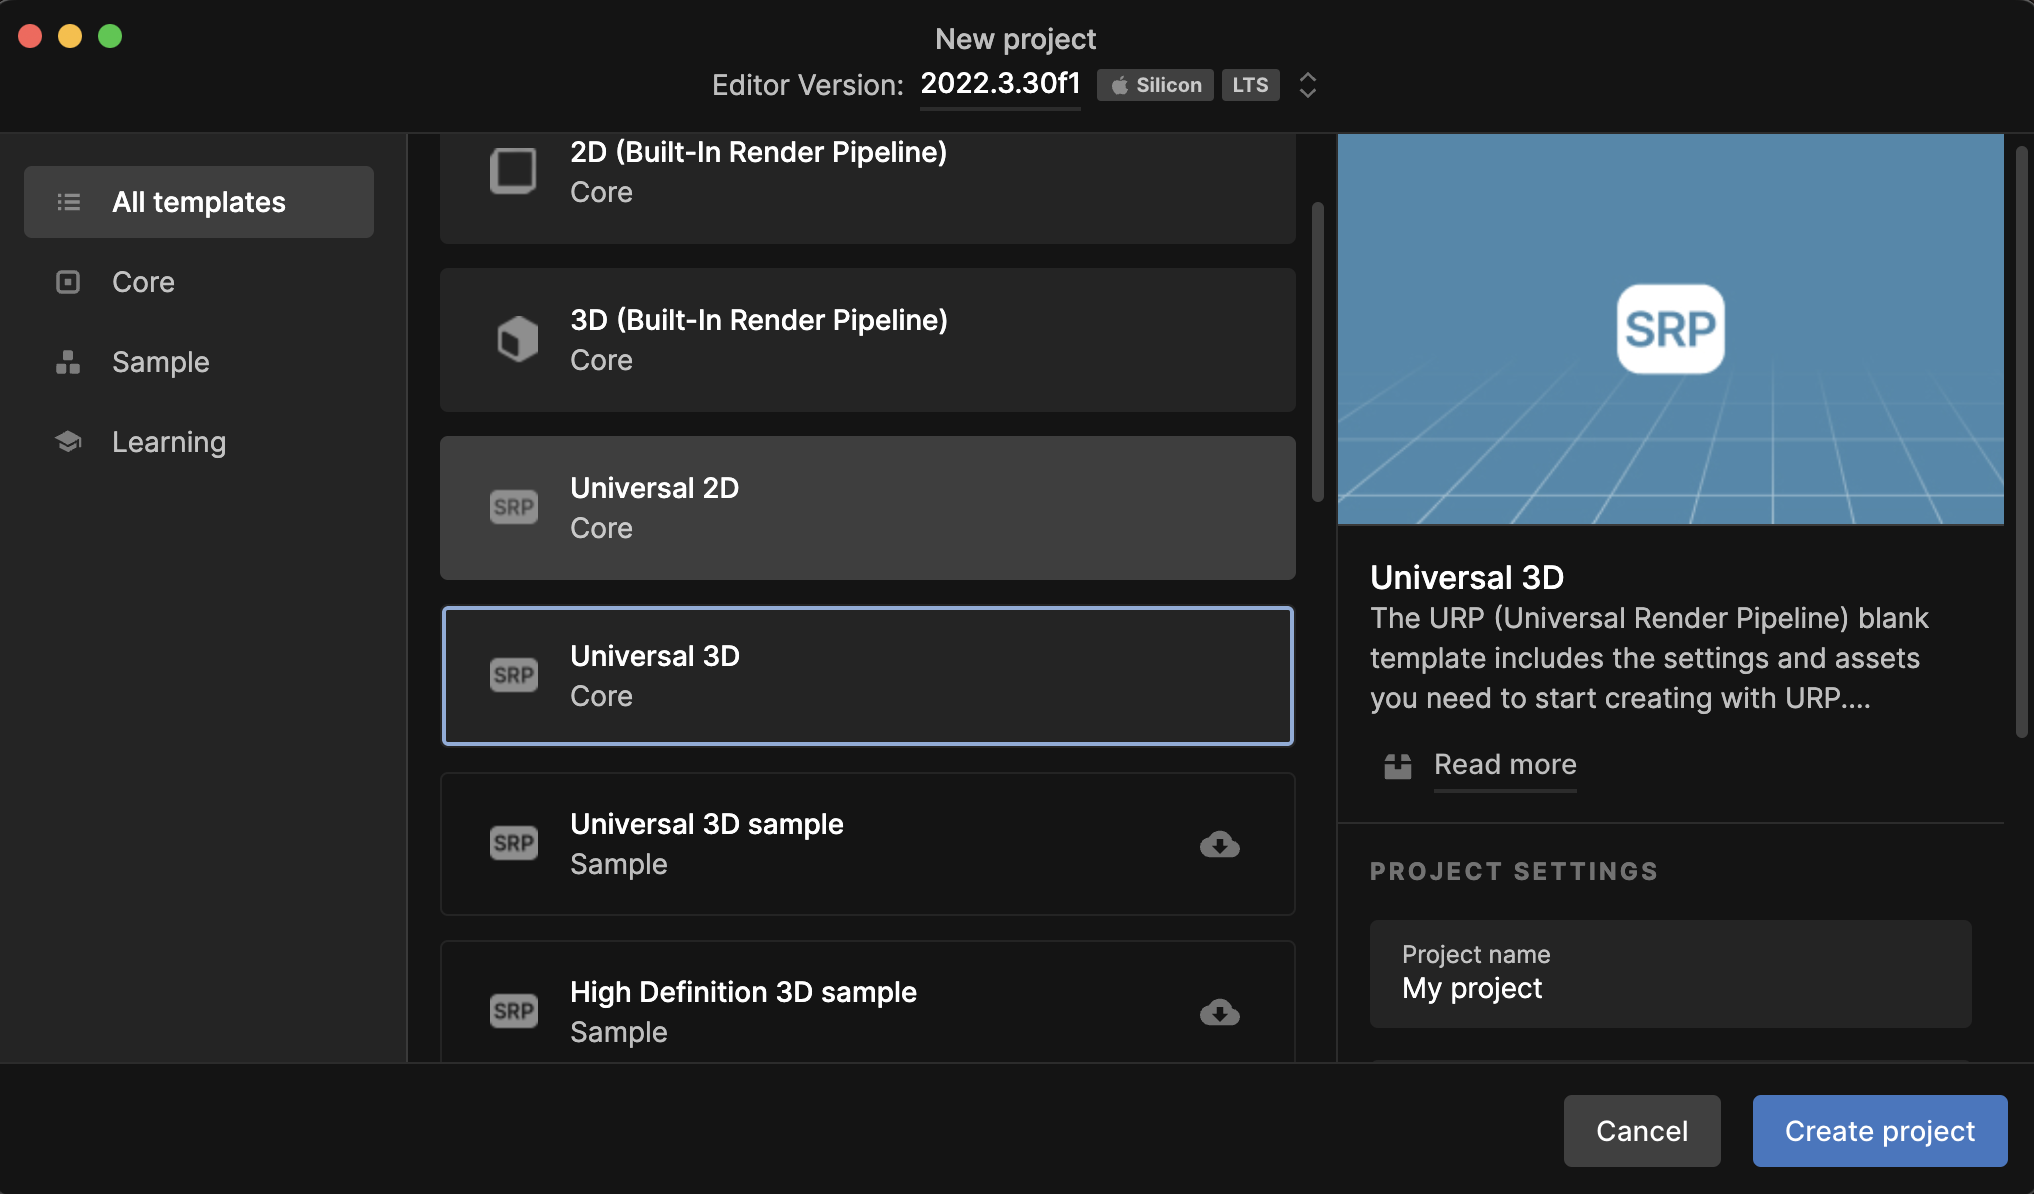 New project
Editor Version: 2022.3.30f1 Silicon LTS
All templates
Core
Sample
Learning
2D (Built-In Render Pipeline)
Core
3D (Built-In Render Pipeline)
Core
SRP
Universal 2D
Core
SRP
Universal 3D
Core
SRP
Universal 3D sample
Sample
SRP
High Definition 3D sample
Sample
SRP
Universal 3D
The URP (Universal Render Pipeline) blank
template includes the settings and assets
you need to start creating with URP....
Read more
PROJECT SETTINGS
Project name
My project
Cancel
Create project